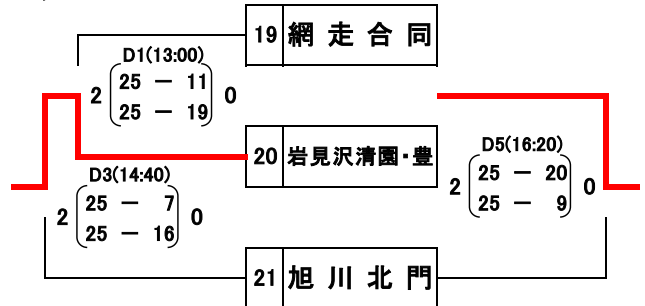 19 網走合同
D1(13:00)
2 25 － 11 0
25 － 19
20 岩見沢清園・豊
D3(14:40)
2 25 － 7 0
25 － 16
D5(16:20)
2 25 － 20 0
25 － 9
21 旭川北門